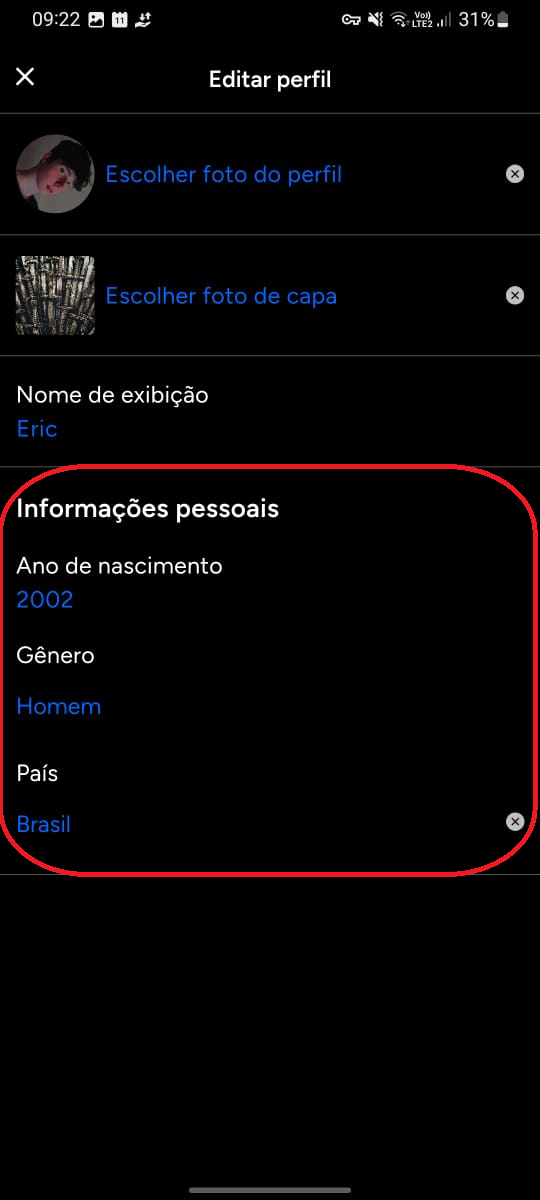 09:22
11
Vo)) LTE2
31%
Editar perfil
Escolher foto do perfil
Escolher foto de capa
Nome de exibição
Eric
Informações pessoais
Ano de nascimento
2002
Gênero
Homem
País
Brasil